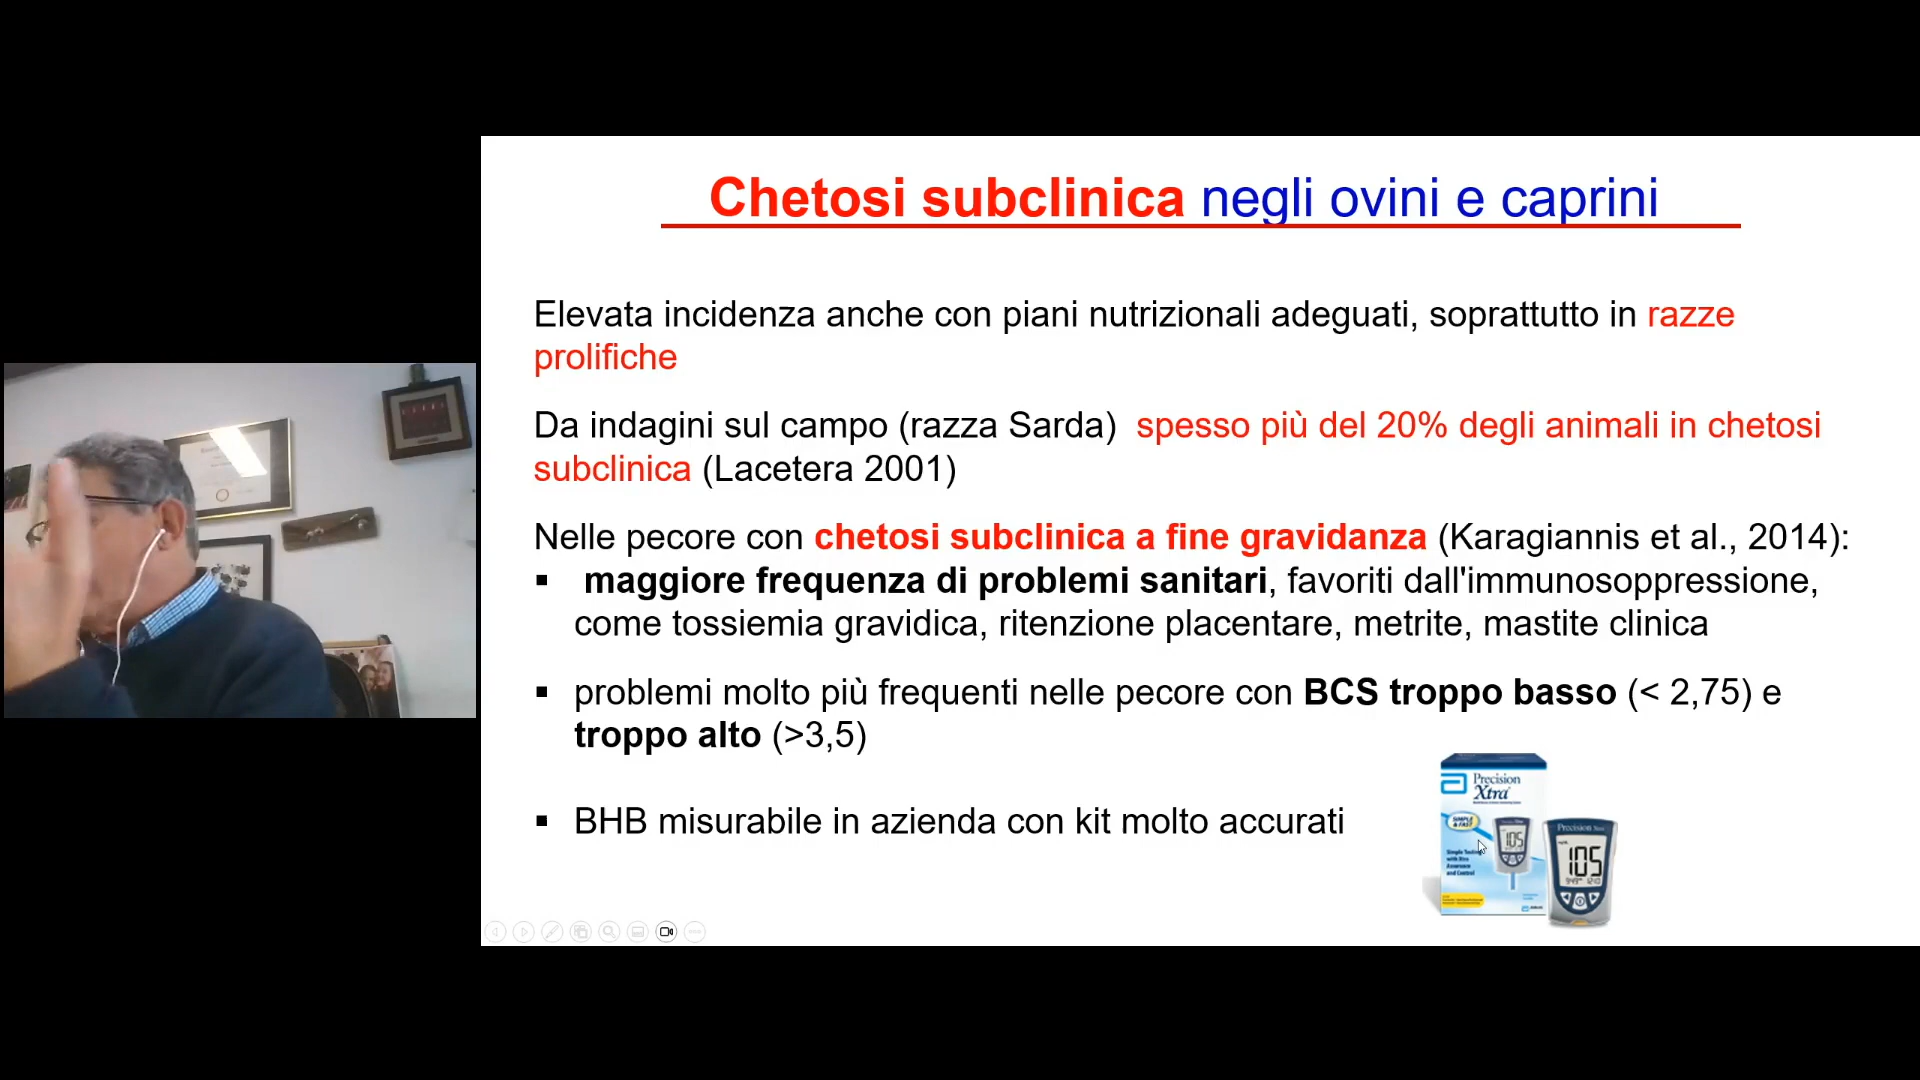 Chetosi subclinica negli ovini e caprini
Elevata incidenza anche con piani nutrizionali adeguati, soprattutto in razze
prolifiche
Da indagini sul campo (razza Sarda) spesso più del 20% degli animali in chetosi
subclinica (Lacetera 2001)
Nelle pecore con chetosi subclinica a fine gravidanza (Karagiannis et al., 2014):
▪ maggiore frequenza di problemi sanitari, favoriti dall'immunosoppressione,
come tossiemia gravidica, ritenzione placentare, metrite, mastite clinica
▪ problemi molto più frequenti nelle pecore con BCS troppo basso (< 2,75) e
troppo alto (>3,5)
▪ BHB misurabile in azienda con kit molto accurati
Precision
Xtra
SIMPLE
& FAST
105
Precision Xtra
105